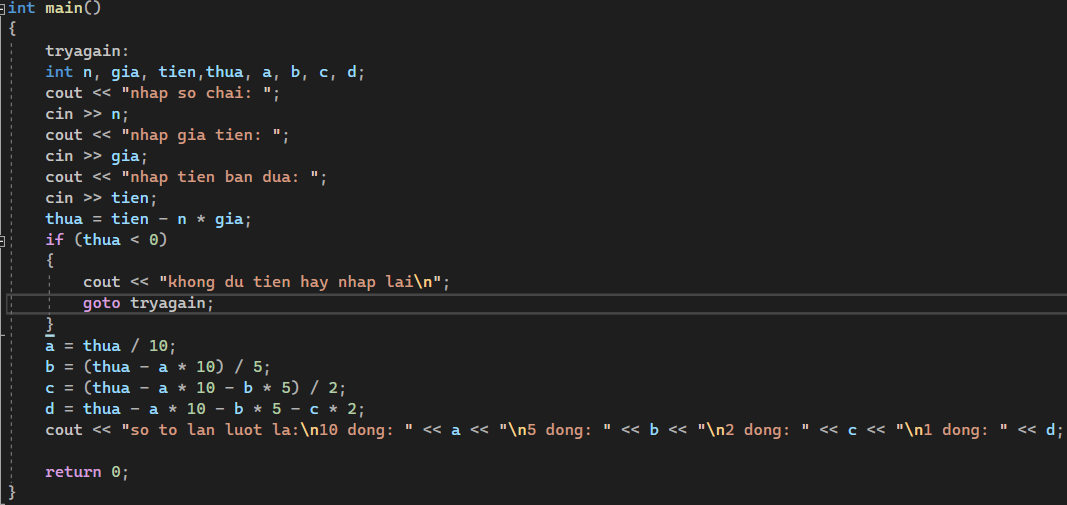 int main()
{
    tryagain:
    int n, gia, tien,thua, a, b, c, d;
    cout << "nhap so chai: ";
    cin >> n;
    cout << "nhap gia tien: ";
    cin >> gia;
    cout << "nhap tien ban dua: ";
    cin >> tien;
    thua = tien - n * gia;
    if (thua < 0)
    {
        cout << "khong du tien hay nhap lai\n";
        goto tryagain;
    }
    a = thua / 10;
    b = (thua - a * 10) / 5;
    c = (thua - a * 10 - b * 5) / 2;
    d = thua - a * 10 - b * 5 - c * 2;
    cout << "so to lan luot la:\n10 dong: " << a << "\n5 dong: " << b << "\n2 dong: " << c << "\n1 dong: " << d;
    return 0;
}